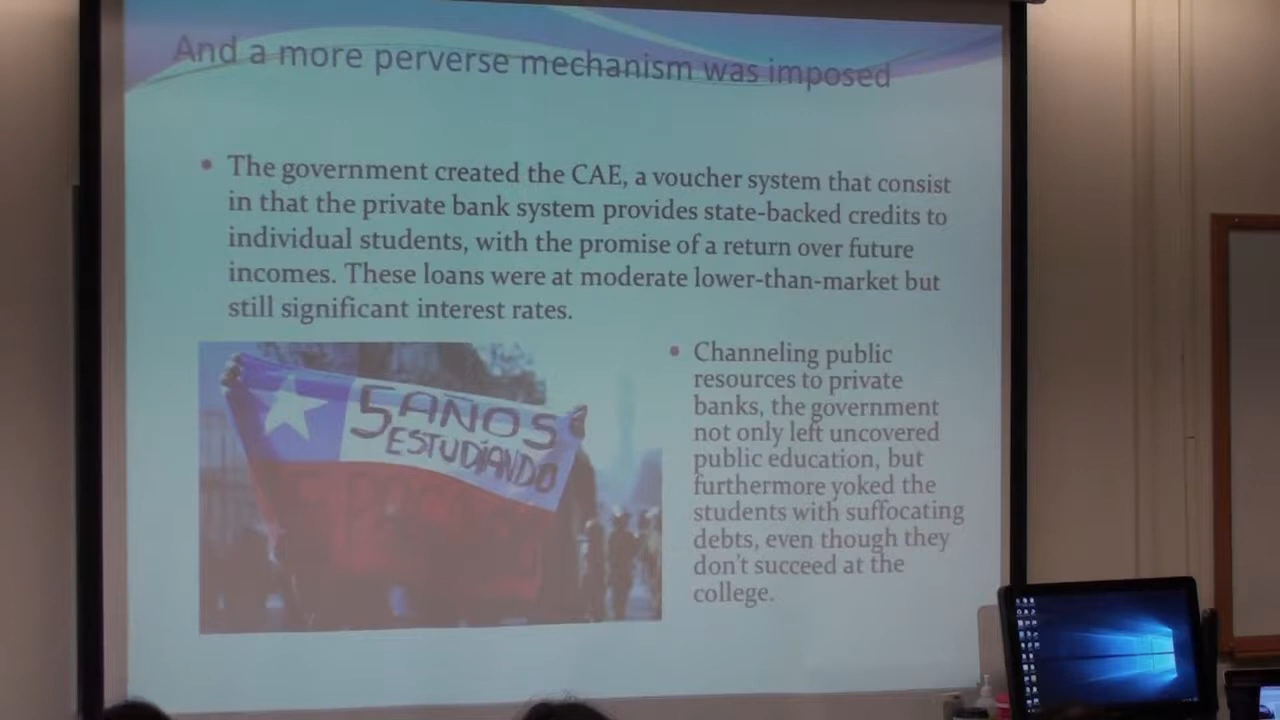 And a more perverse mechanism was imposed
The government created the CAE, a voucher system that consist
in that the private bank system provides state-backed credits to
individual students, with the promise of a return over future
incomes. These loans were at moderate lower-than-market but
still significant interest rates.
5 AÑOS
ESTUDIANDO
Channeling public
resources to private
banks, the government
not only left uncovered
public education, but
furthermore yoked the
students with suffocating
debts, even though they
don't succeed at the
college.